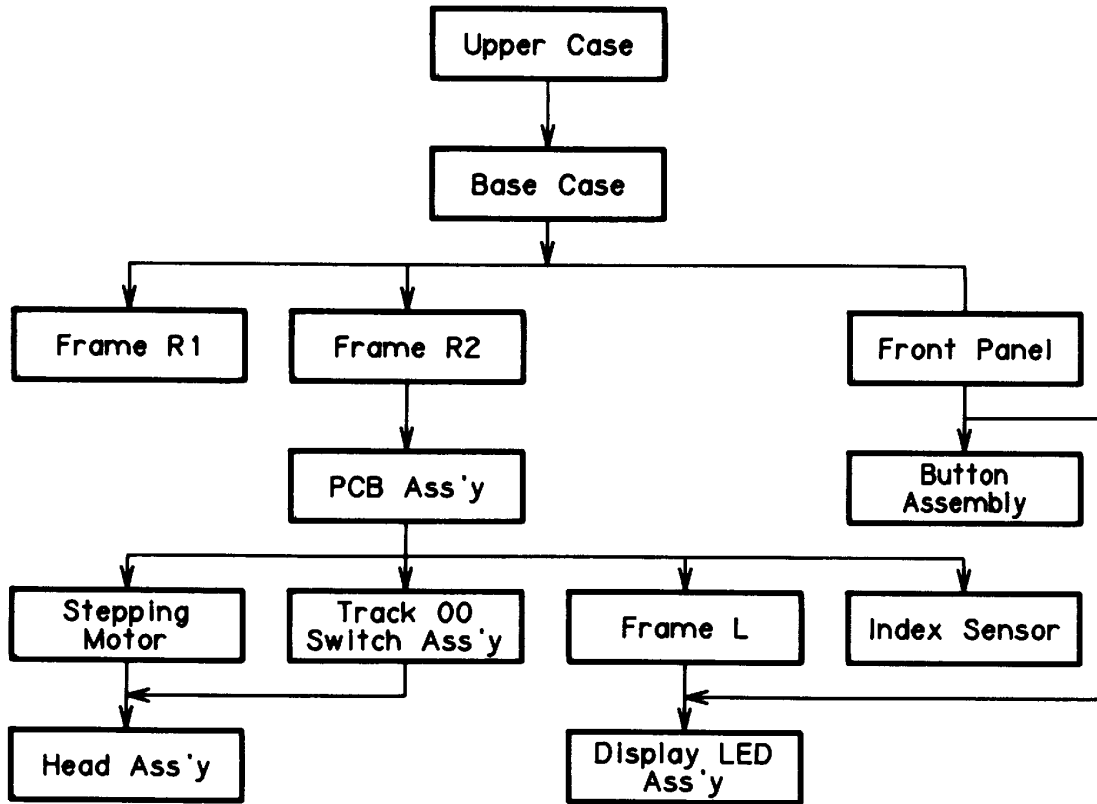 Upper Case
Base Case
Frame R1
Frame R2
Front Panel
PCB Ass'y
Button
Assembly
Stepping
Motor
Track 00
Switch Ass'y
Frame L
Index Sensor
Head Ass'y
Display LED
Ass'y